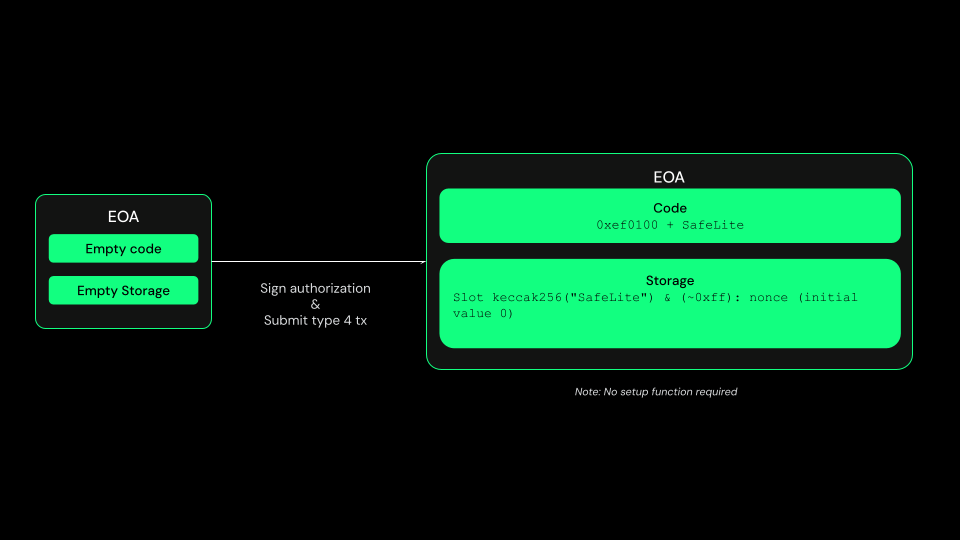 EOA
Empty code
Empty Storage
Sign authorization
&
Submit type 4 tx
EOA
Code
0xef0100 + SafeLite
Storage
Slot keccak256("SafeLite") & (~0xff): nonce (initial
value 0)
Note: No setup function required